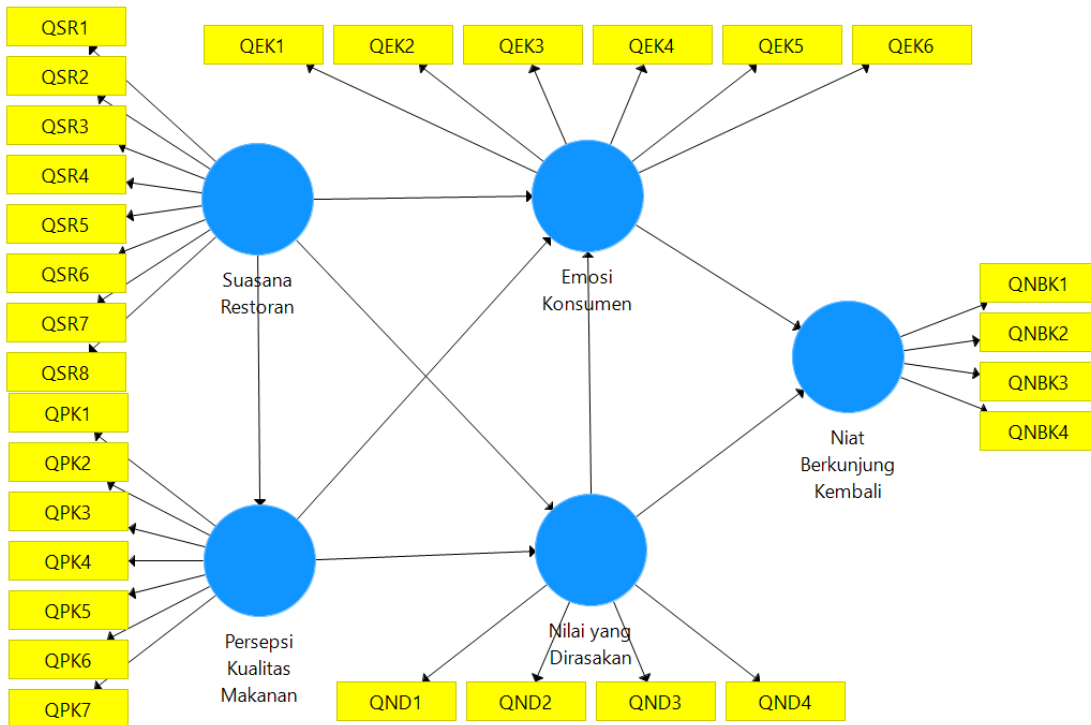 QSR1
QSR2
QSR3
QSR4
QSR5
QSR6
QSR7
QSR8
QEK1
QEK2
QEK3
QEK4
QEK5
QEK6
Suasana
Restoran
Emosi
Konsumen
QNBK1
QNBK2
QNBK3
QNBK4
Niat
Berkunjung
Kembali
QPK1
QPK2
QPK3
QPK4
QPK5
QPK6
QPK7
Persepsi
Kualitas
Makanan
Nilai yang
Dirasakan
QND1
QND2
QND3
QND4